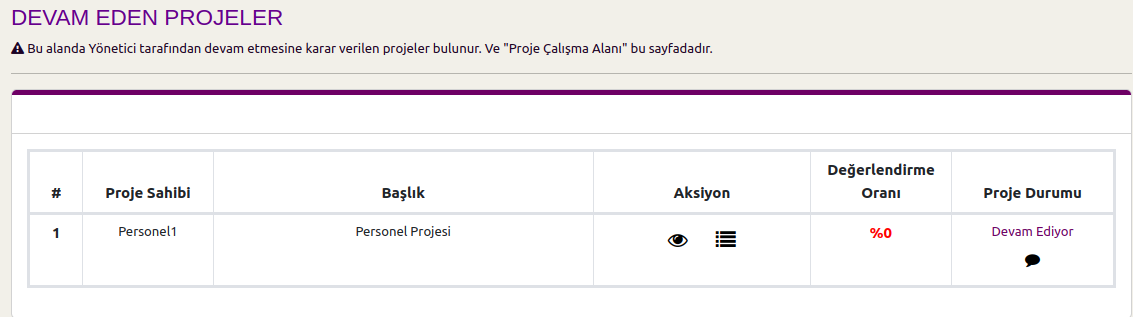 DEVAM EDEN PROJELER
Bu alanda Yönetici tarafından devam etmesine karar verilen projeler bulunur. Ve "Proje Çalışma Alanı" bu sayfadadır.
# Proje Sahibi Başlık Aksiyon Değerlendirme Oranı Proje Durumu
1 Personel1 Personel Projesi %0 Devam Ediyor